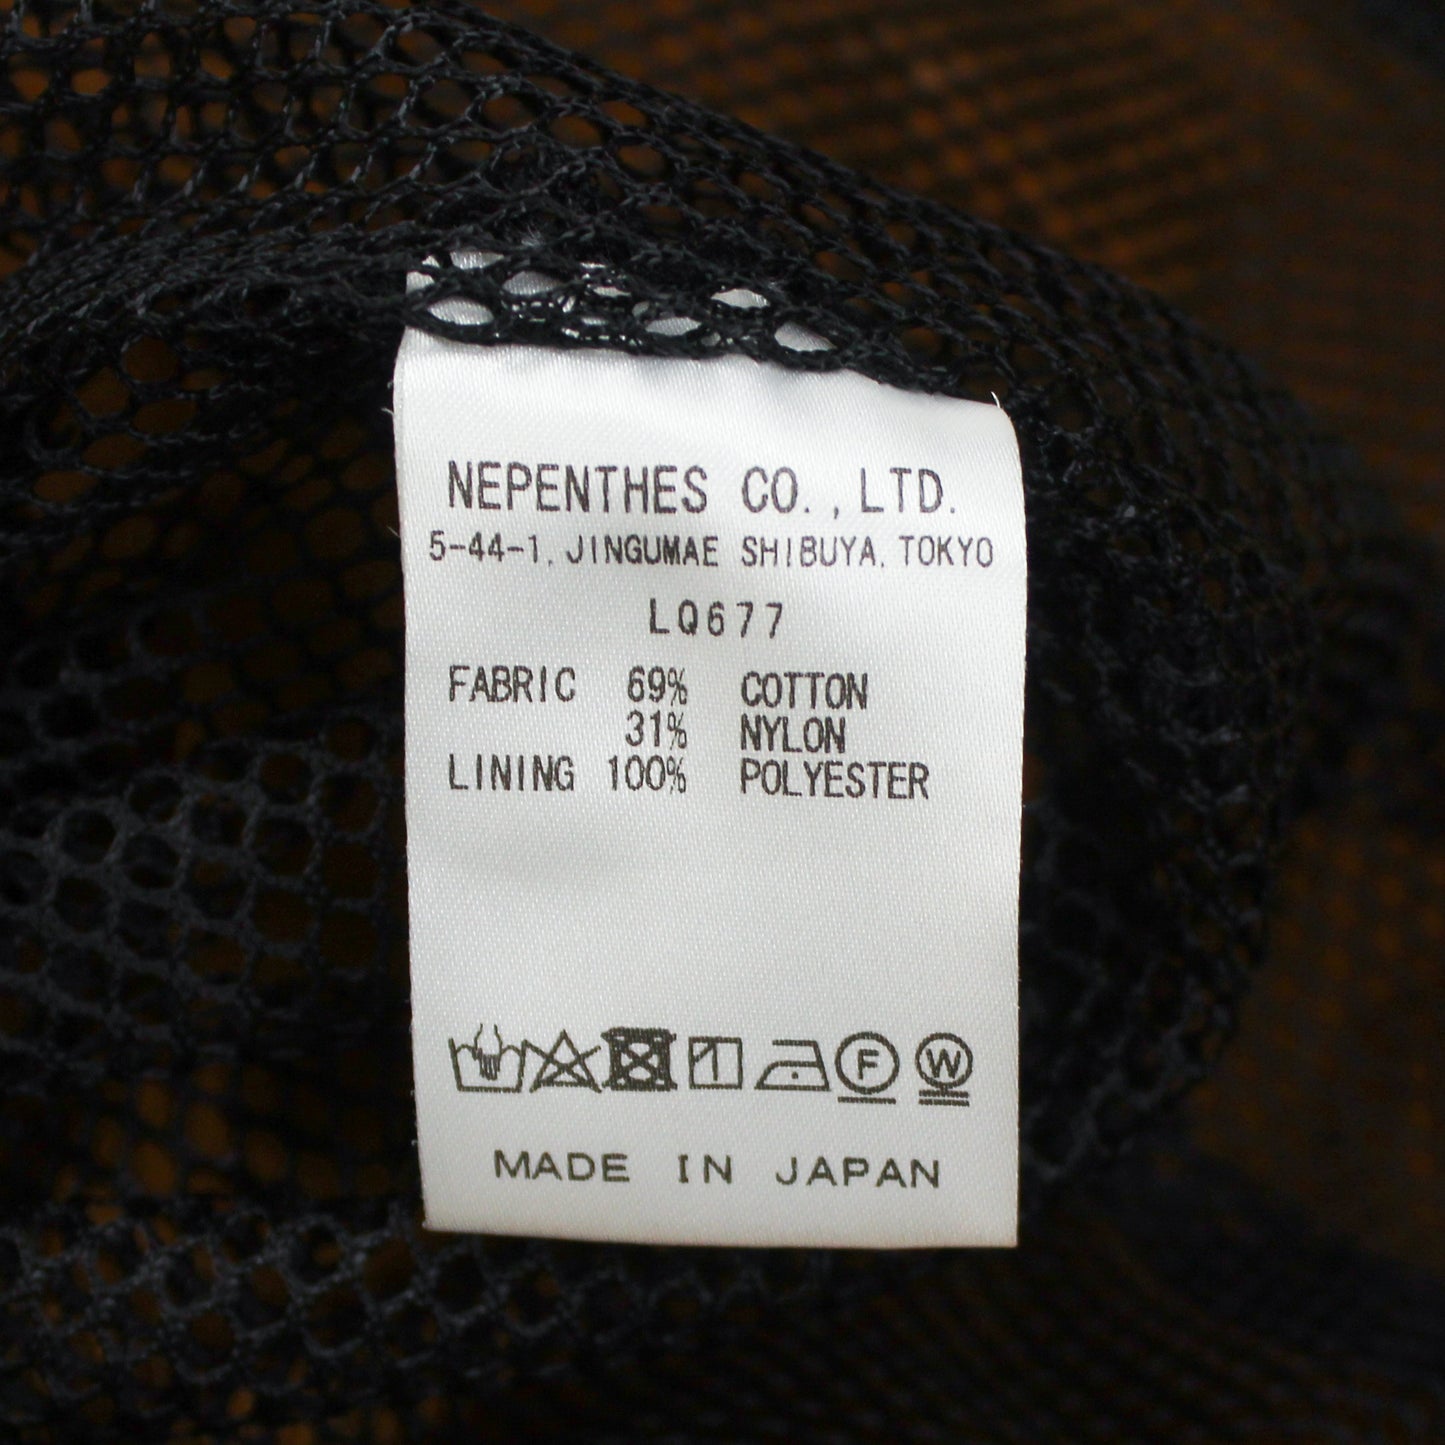 NEPENTHES CO.,LTD.
5-44-1, JINGUMAE SHIBUYA, TOKYO
LQ677
FABRIC 69% COTTON
31% NYLON
LINING 100% POLYESTER
F W
MADE IN JAPAN